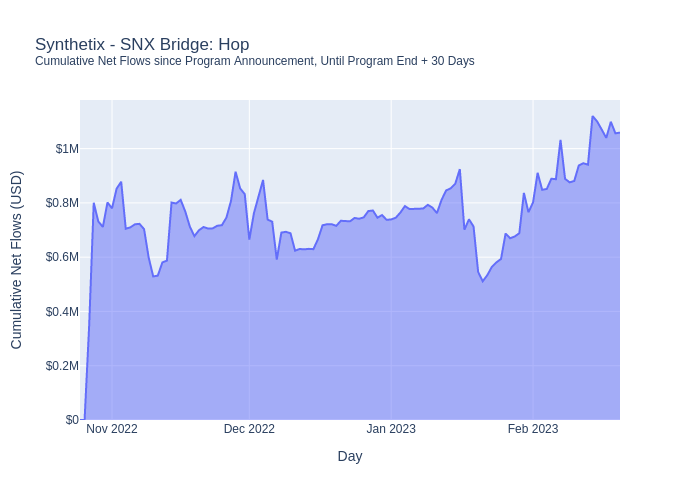 Synthetix - SNX Bridge: Hop
Cumulative Net Flows since Program Announcement, Until Program End + 30 Days
Cumulative Net Flows (USD)
$1M
$0.8M
$0.6M
$0.4M
$0.2M
$0
Nov 2022
Dec 2022
Jan 2023
Feb 2023
Day